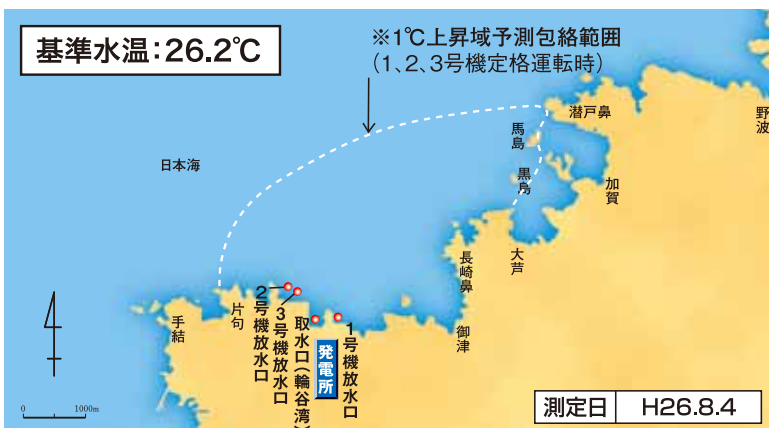 基準水温：26.2℃
※1℃上昇域予測包絡範囲
（1、2、3号機定格運転時）
日本海
潜戸鼻
野波
馬島
黒島
加賀
大芦
長崎鼻
御津
手結
片句
2号機放水口
3号機放水口
取水口（輪谷湾）
発電所
1号機放水口
0 1000m
測定日 H26.8.4